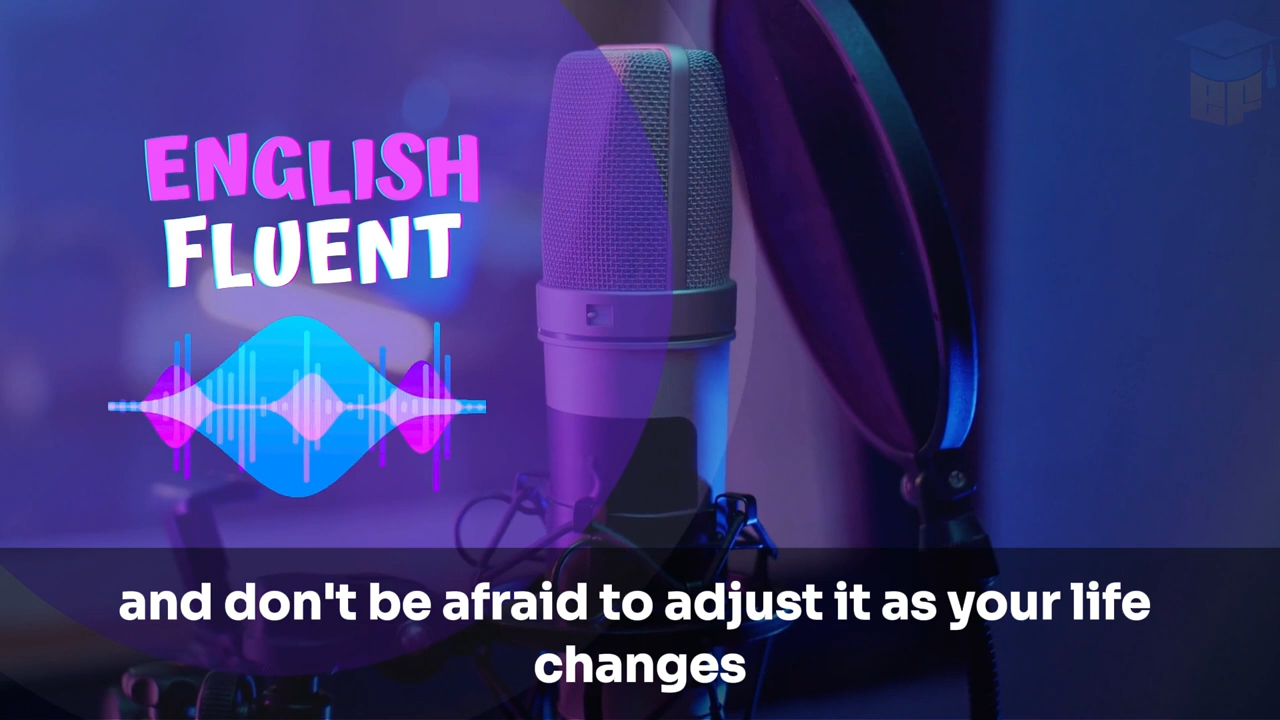 ENGLISH
FLUENT
and don't be afraid to adjust it as your life
changes